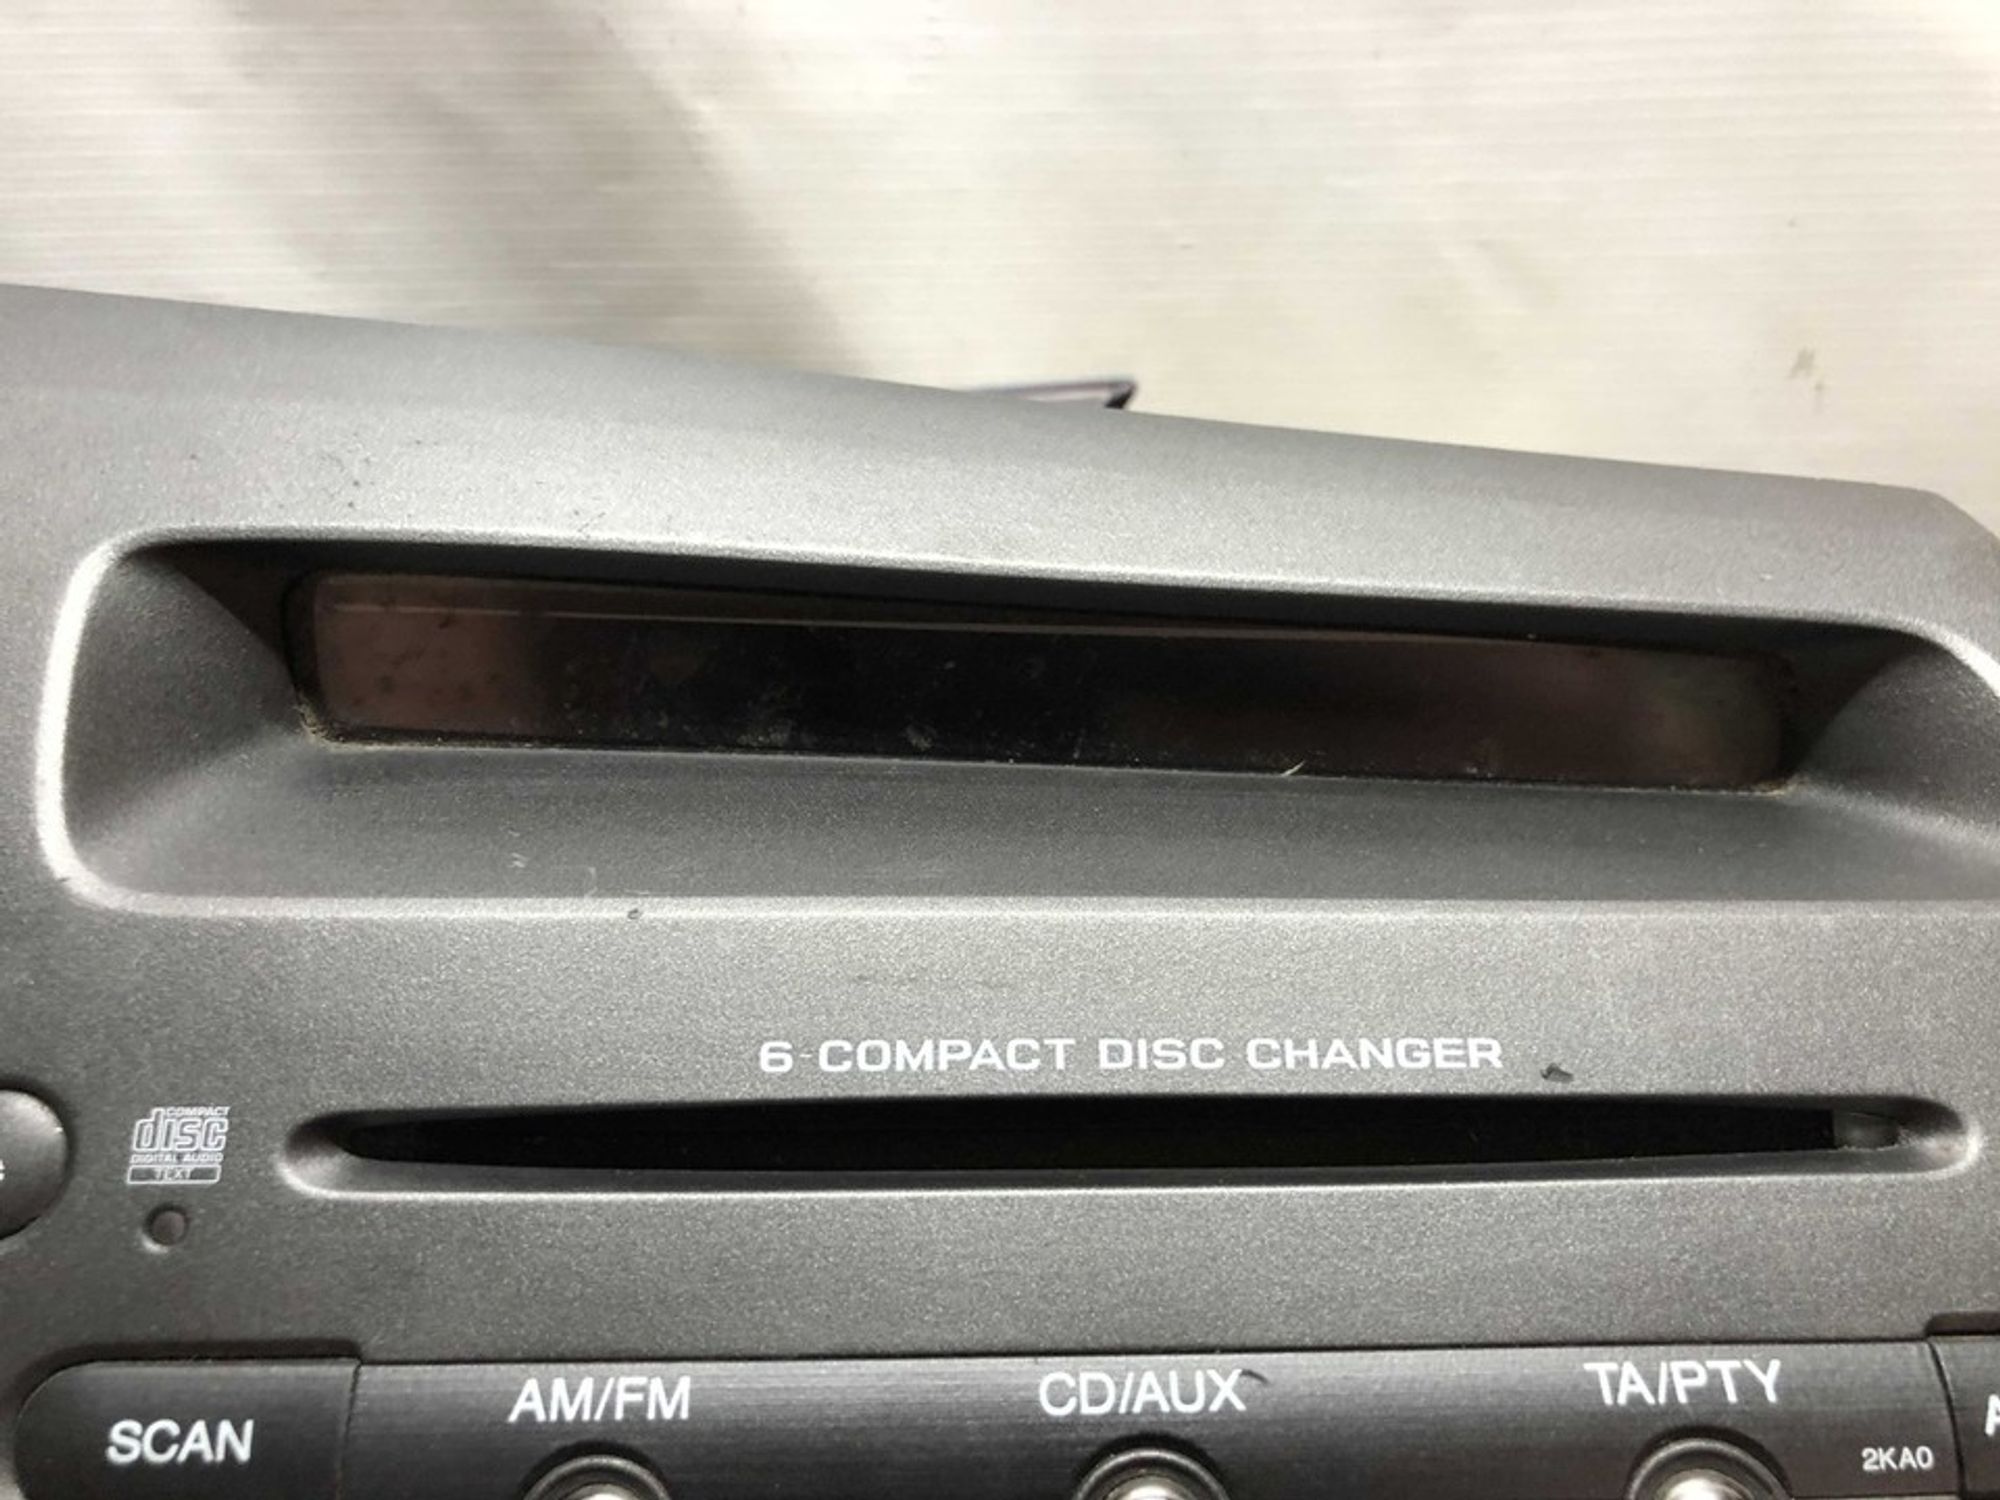 6-COMPACT DISC CHANGER
COMPACT
disc
DIGITAL AUDIO
TEXT
SCAN
AM/FM
CD/AUX
TA/PTY
2KA0